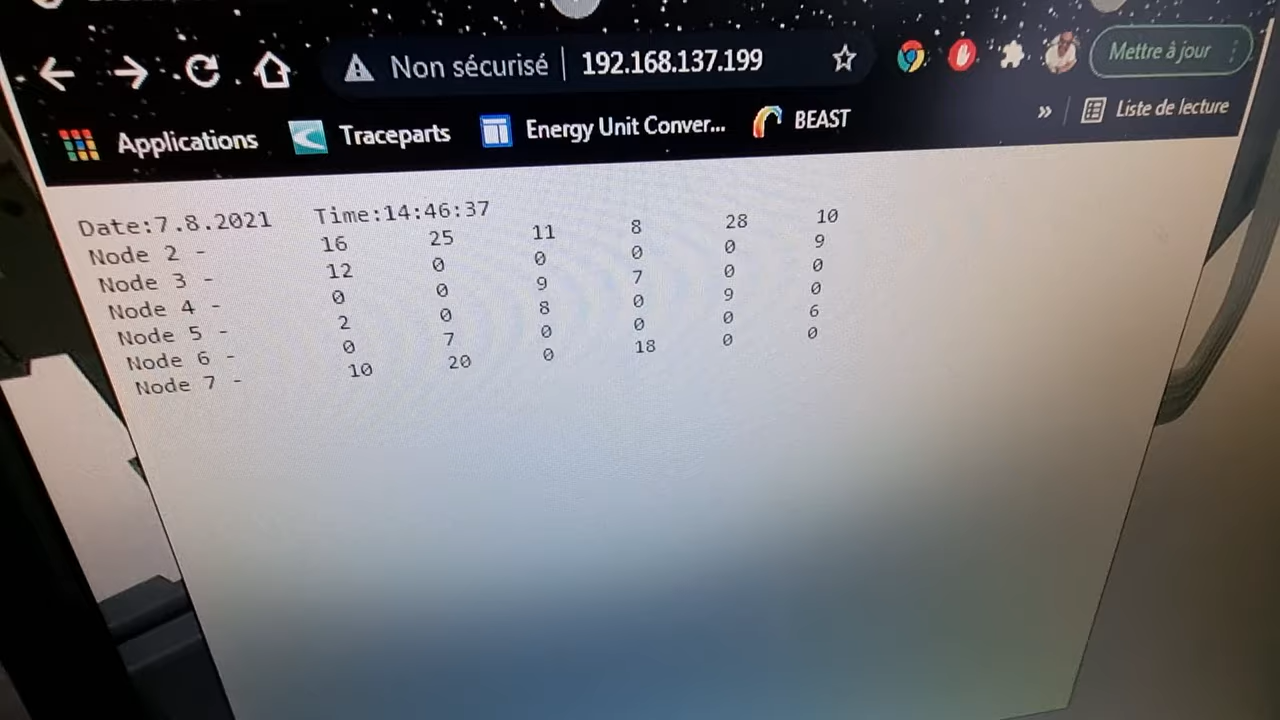 Non sécurisé | 192.168.137.199
Mettre à jour
Applications Traceparts Energy Unit Conver... BEAST » Liste de lecture
Date:7.8.2021 Time:14:46:37
Node 2 - 16 25 11 8 28 10
Node 3 - 12 0 0 0 0 9
Node 4 - 0 0 9 7 0 0
Node 5 - 2 0 8 0 9 0
Node 6 - 0 7 0 0 0 6
Node 7 - 10 20 0 18 0 0